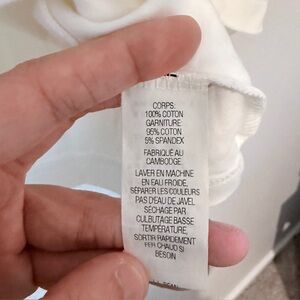 CORPS:
100% COTON
GARNITURE:
95% COTON
5% SPANDEX
FABRIQUÉ AU
CAMBODGE
LAVER EN MACHINE
EN EAU FROIDE,
SÉPARER LES COULEURS
PAS D'EAU DE JAVEL
SÉCHAGE PAR
CULBUTAGE BASSE
TEMPÉRATURE,
SORTIR RAPIDEMENT
FER CHAUD SI
BESOIN